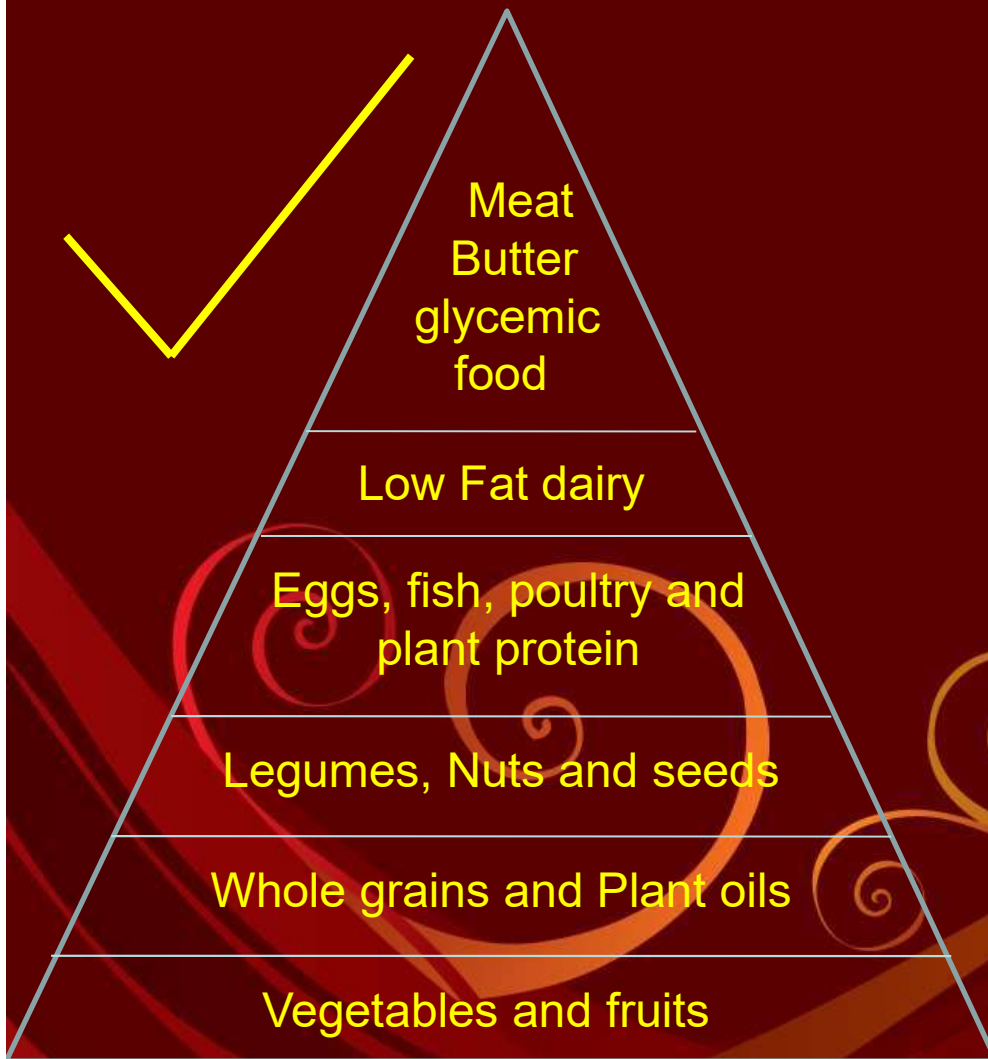 Meat
Butter
glycemic
food
Low Fat dairy
Eggs, fish, poultry and
plant protein
Legumes, Nuts and seeds
Whole grains and Plant oils
Vegetables and fruits